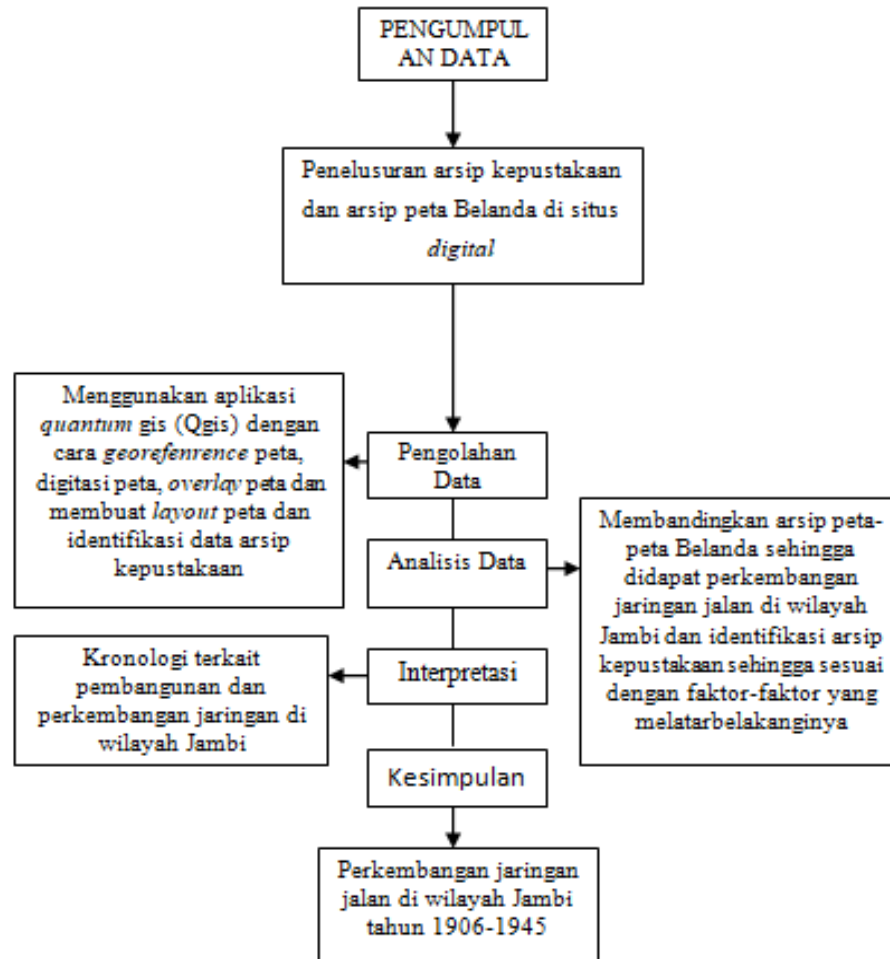 PENGUMPUL
AN DATA
Penelusuran arsip kepustakaan
dan arsip peta Belanda di situs
digital
Menggunakan aplikasi
quantum gis (Qgis) dengan
cara georefenrence peta,
digitasi peta, overlay peta dan
membuat layout peta dan
identifikasi data arsip
kepustakaan
Pengolahan
Data
Analisis Data
Membandingkan arsip peta-
peta Belanda sehingga
didapat perkembangan
jaringan jalan di wilayah
Jambi dan identifikasi arsip
kepustakaan sehingga sesuai
dengan faktor-faktor yang
melatarbelakanginya
Kronologi terkait
pembangunan dan
perkembangan jaringan di
wilayah Jambi
Interpretasi
Kesimpulan
Perkembangan jaringan
jalan di wilayah Jambi
tahun 1906-1945